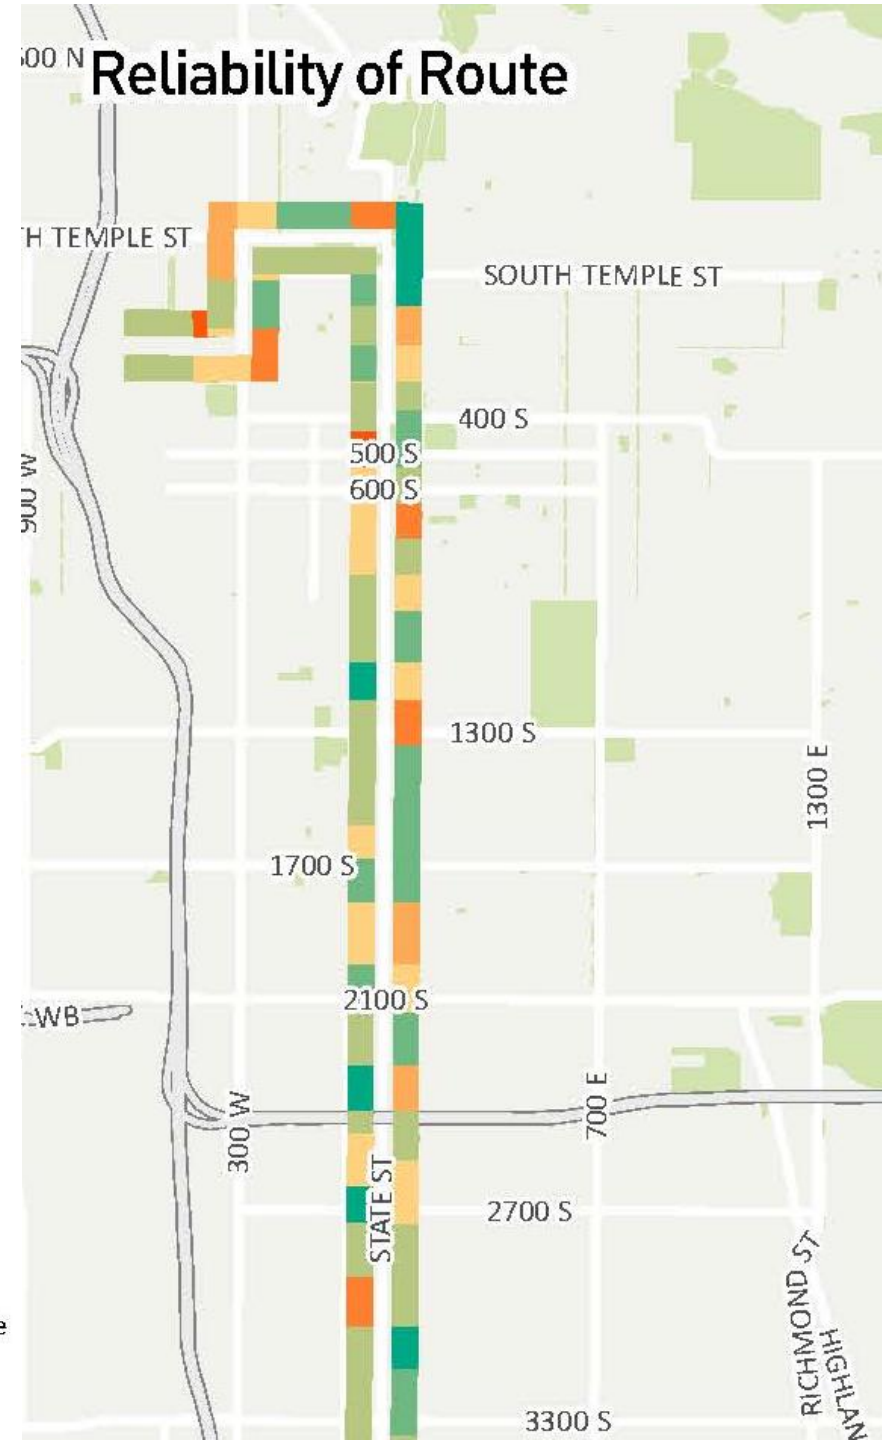 00 N
Reliability of Route
H TEMPLE ST
SOUTH TEMPLE ST
400 S
500 S
600 S
900 W
1300 S
1300 E
1700 S
2100 S
WB
300 W
700 E
STATE ST
2700 S
RICHMOND ST
HIGHLAN
e
3300 S